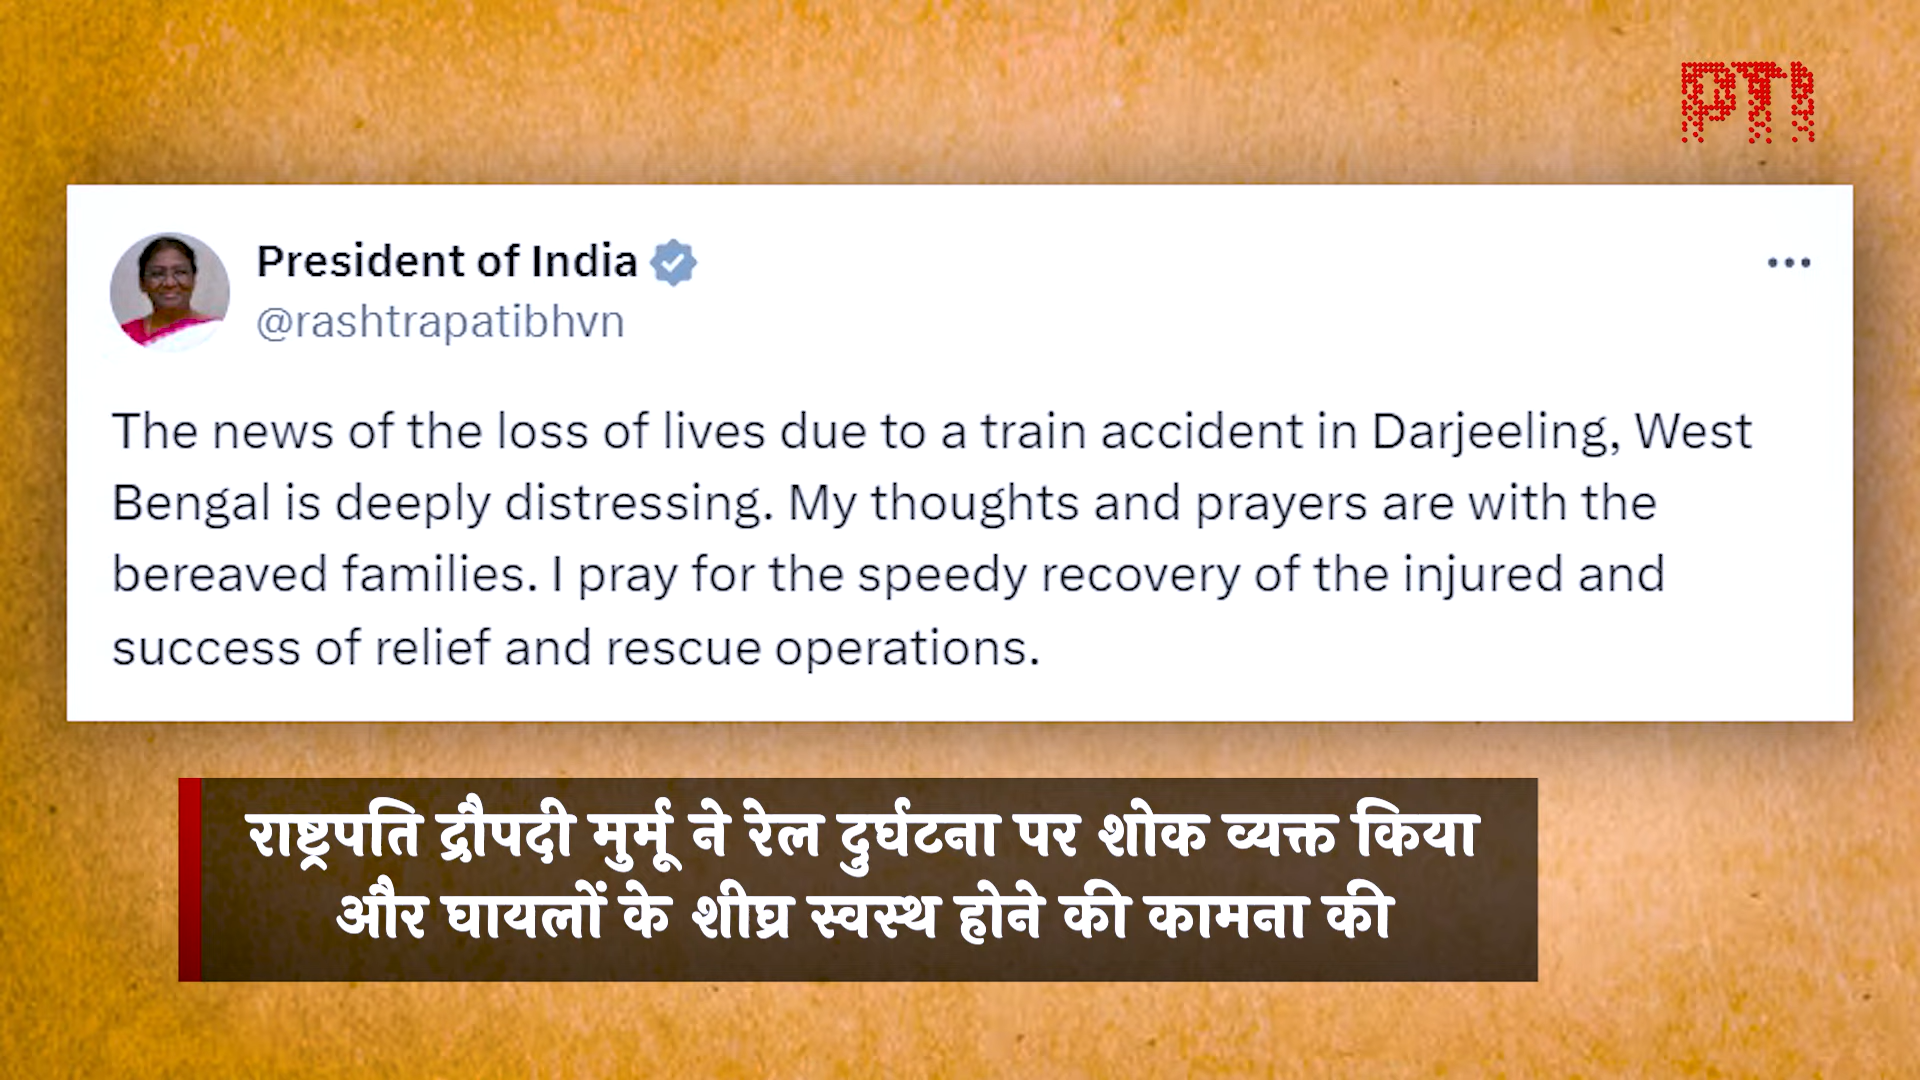 PTI
President of India
@rashtrapatibhvn
The news of the loss of lives due to a train accident in Darjeeling, West
Bengal is deeply distressing. My thoughts and prayers are with the
bereaved families. I pray for the speedy recovery of the injured and
success of relief and rescue operations.
राष्ट्रपति द्रौपदी मुर्मू ने रेल दुर्घटना पर शोक व्यक्त किया
और घायलों के शीघ्र स्वस्थ होने की कामना की